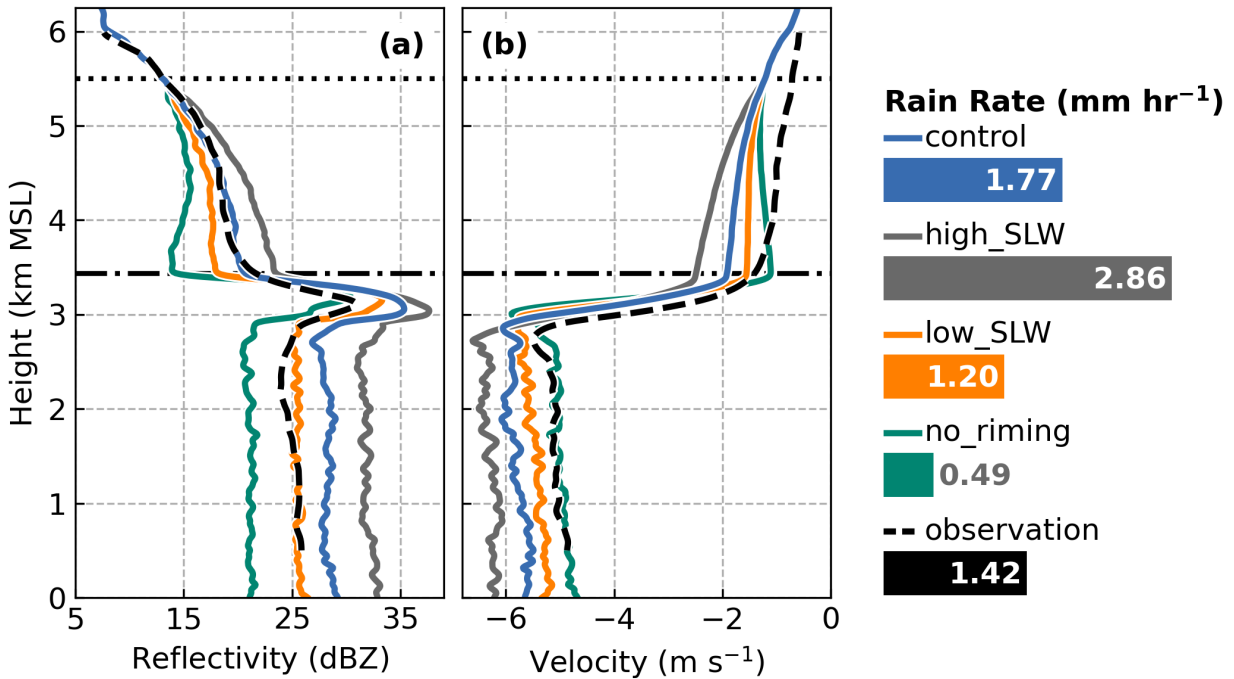 (a)
(b)
6
5
4
3
2
1
0
Height (km MSL)
5
15
25
35
−6
−4
−2
0
Reflectivity (dBZ)
Velocity (m s⁻¹)
Rain Rate (mm hr⁻¹)
control
1.77
high_SLW
2.86
low_SLW
1.20
no_riming
0.49
observation
1.42